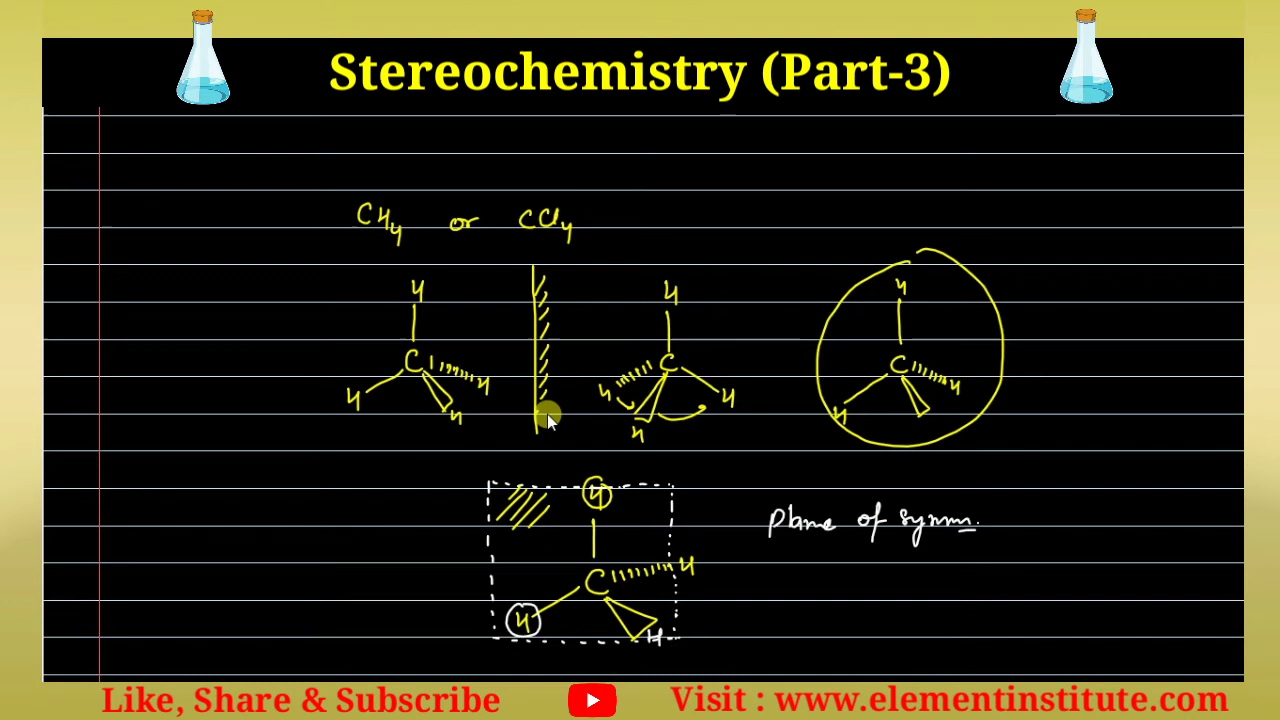 Stereochemistry (Part-3)
CH4 or CCl4
H H H
C C C
H H H H H H
H H
H
C H
H H
plane of symm.
Like, Share & Subscribe Visit : www.elementinstitute.com